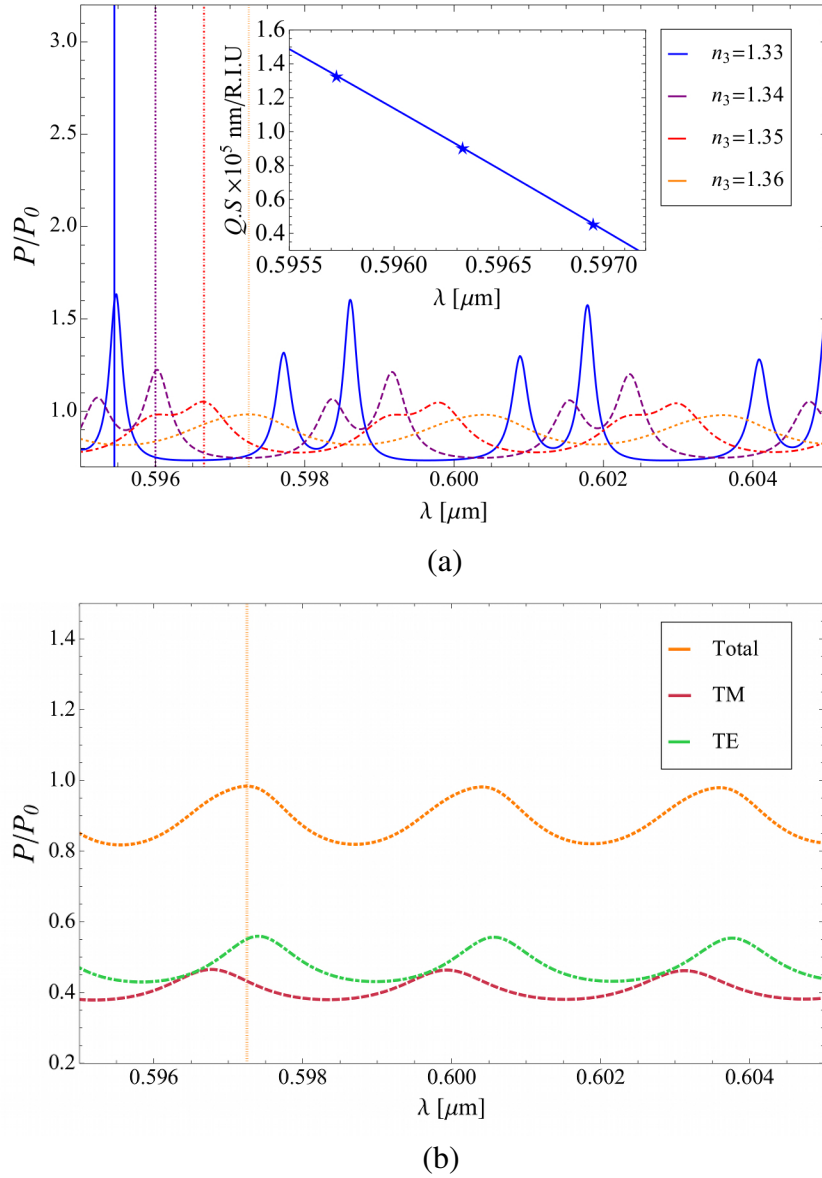 3.0
2.5
2.0
1.5
1.0
P/P₀
0.596
0.598
0.600
0.602
0.604
λ [μm]
Q.S ×10⁵ nm/R.I.U
1.6
1.4
1.2
1.0
0.8
0.6
0.4
0.5955
0.5960
0.5965
0.5970
λ [μm]
n₃=1.33
n₃=1.34
n₃=1.35
n₃=1.36
(a)
1.4
1.2
1.0
0.8
0.6
0.4
0.2
P/P₀
Total
TM
TE
0.596
0.598
0.600
0.602
0.604
λ [μm]
(b)